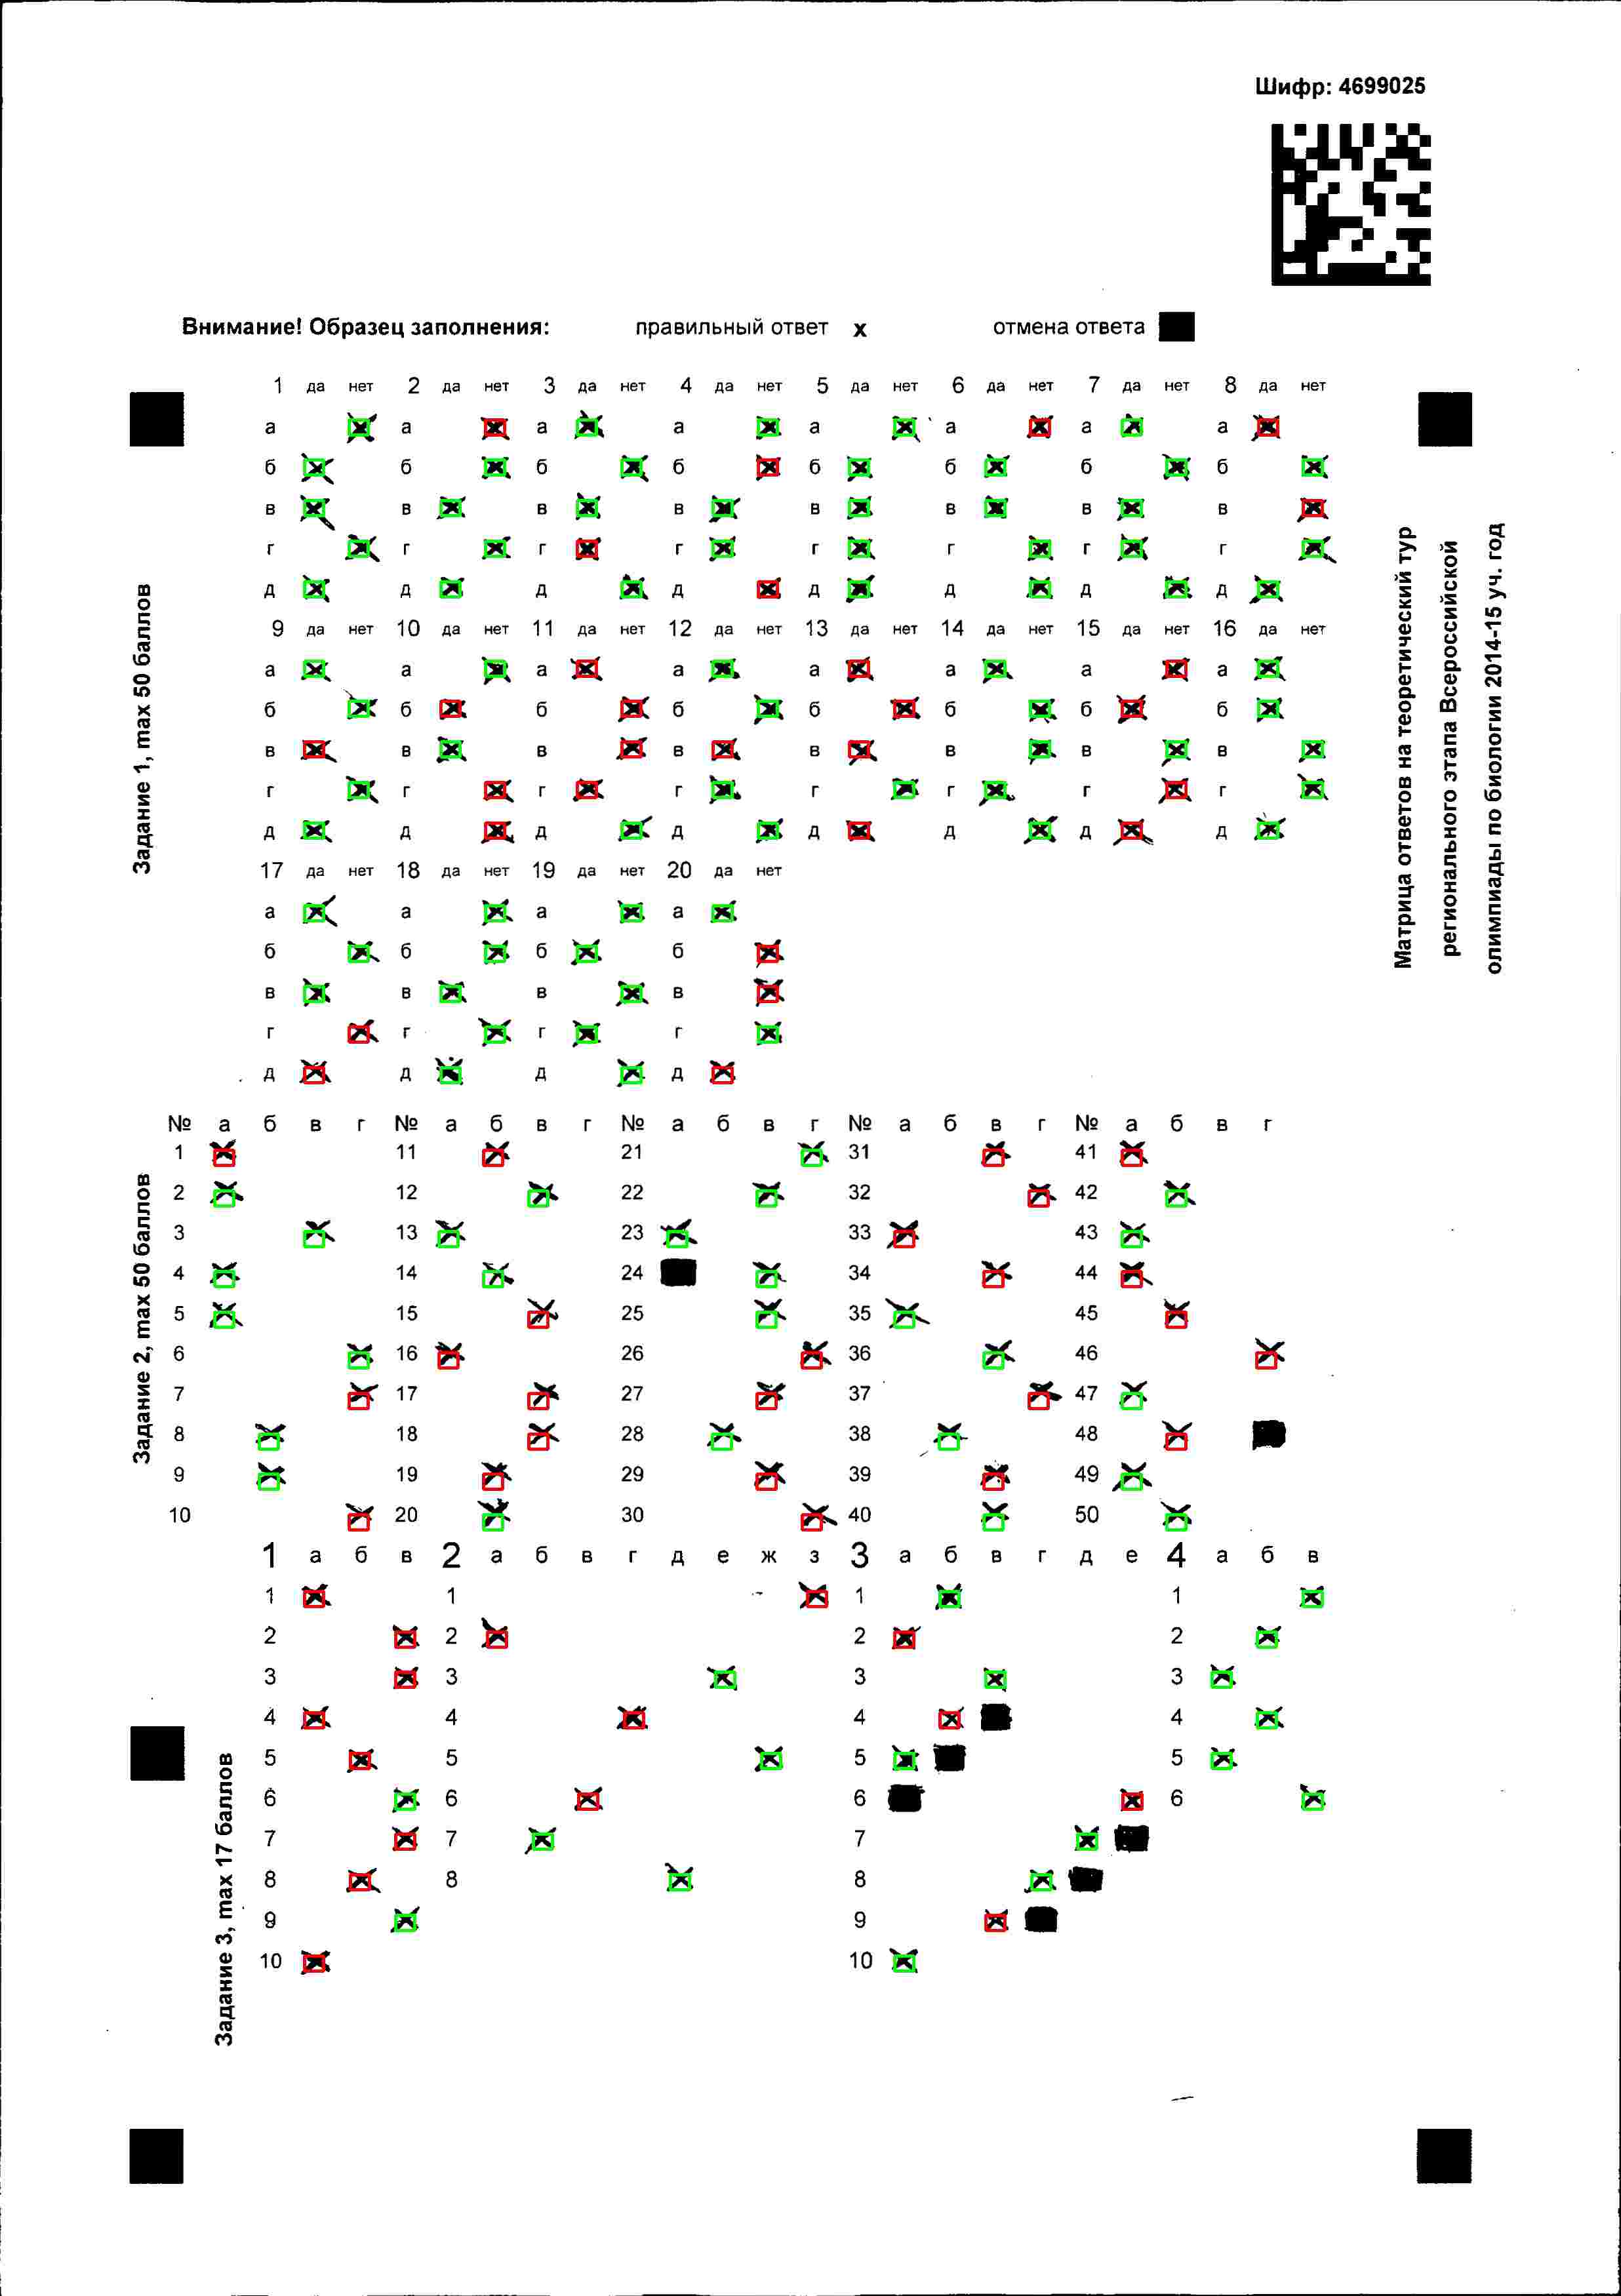 Шифр: 4699025
Внимание! Образец заполнения: правильный ответ x отмена ответа
Матрица ответов на теоретический тур
регионального этапа Всероссийской
олимпиады по биологии 2014-15 уч. год
Задание 1, max 50 баллов
1 да нет 2 да нет 3 да нет 4 да нет 5 да нет 6 да нет 7 да нет 8 да нет
а а а а а а а а
б б б б б б б б
в в в в в в в в
г г г г г г г г
д д д д д д д д
9 да нет 10 да нет 11 да нет 12 да нет 13 да нет 14 да нет 15 да нет 16 да нет
а а а а а а а а
б б б б б б б б
в в в в в в в в
г г г г г г г г
д д д д д д д д
17 да нет 18 да нет 19 да нет 20 да нет
а а а а
б б б б
в в в в
г г г г
д д д д
Задание 2, max 50 баллов
№ а б в г № а б в г № а б в г № а б в г № а б в г
1 11 21 31 41
2 12 22 32 42
3 13 23 33 43
4 14 24 34 44
5 15 25 35 45
6 16 26 36 46
7 17 27 37 47
8 18 28 38 48
9 19 29 39 49
10 20 30 40 50
Задание 3, max 17 баллов
1 а б в 2 а б в г д е ж з 3 а б в г д е 4 а б в
1 1 1 1
2 2 2 2
3 3 3 3
4 4 4 4
5 5 5 5
6 6 6 6
7 7 7
8 8 8
9 9
10 10